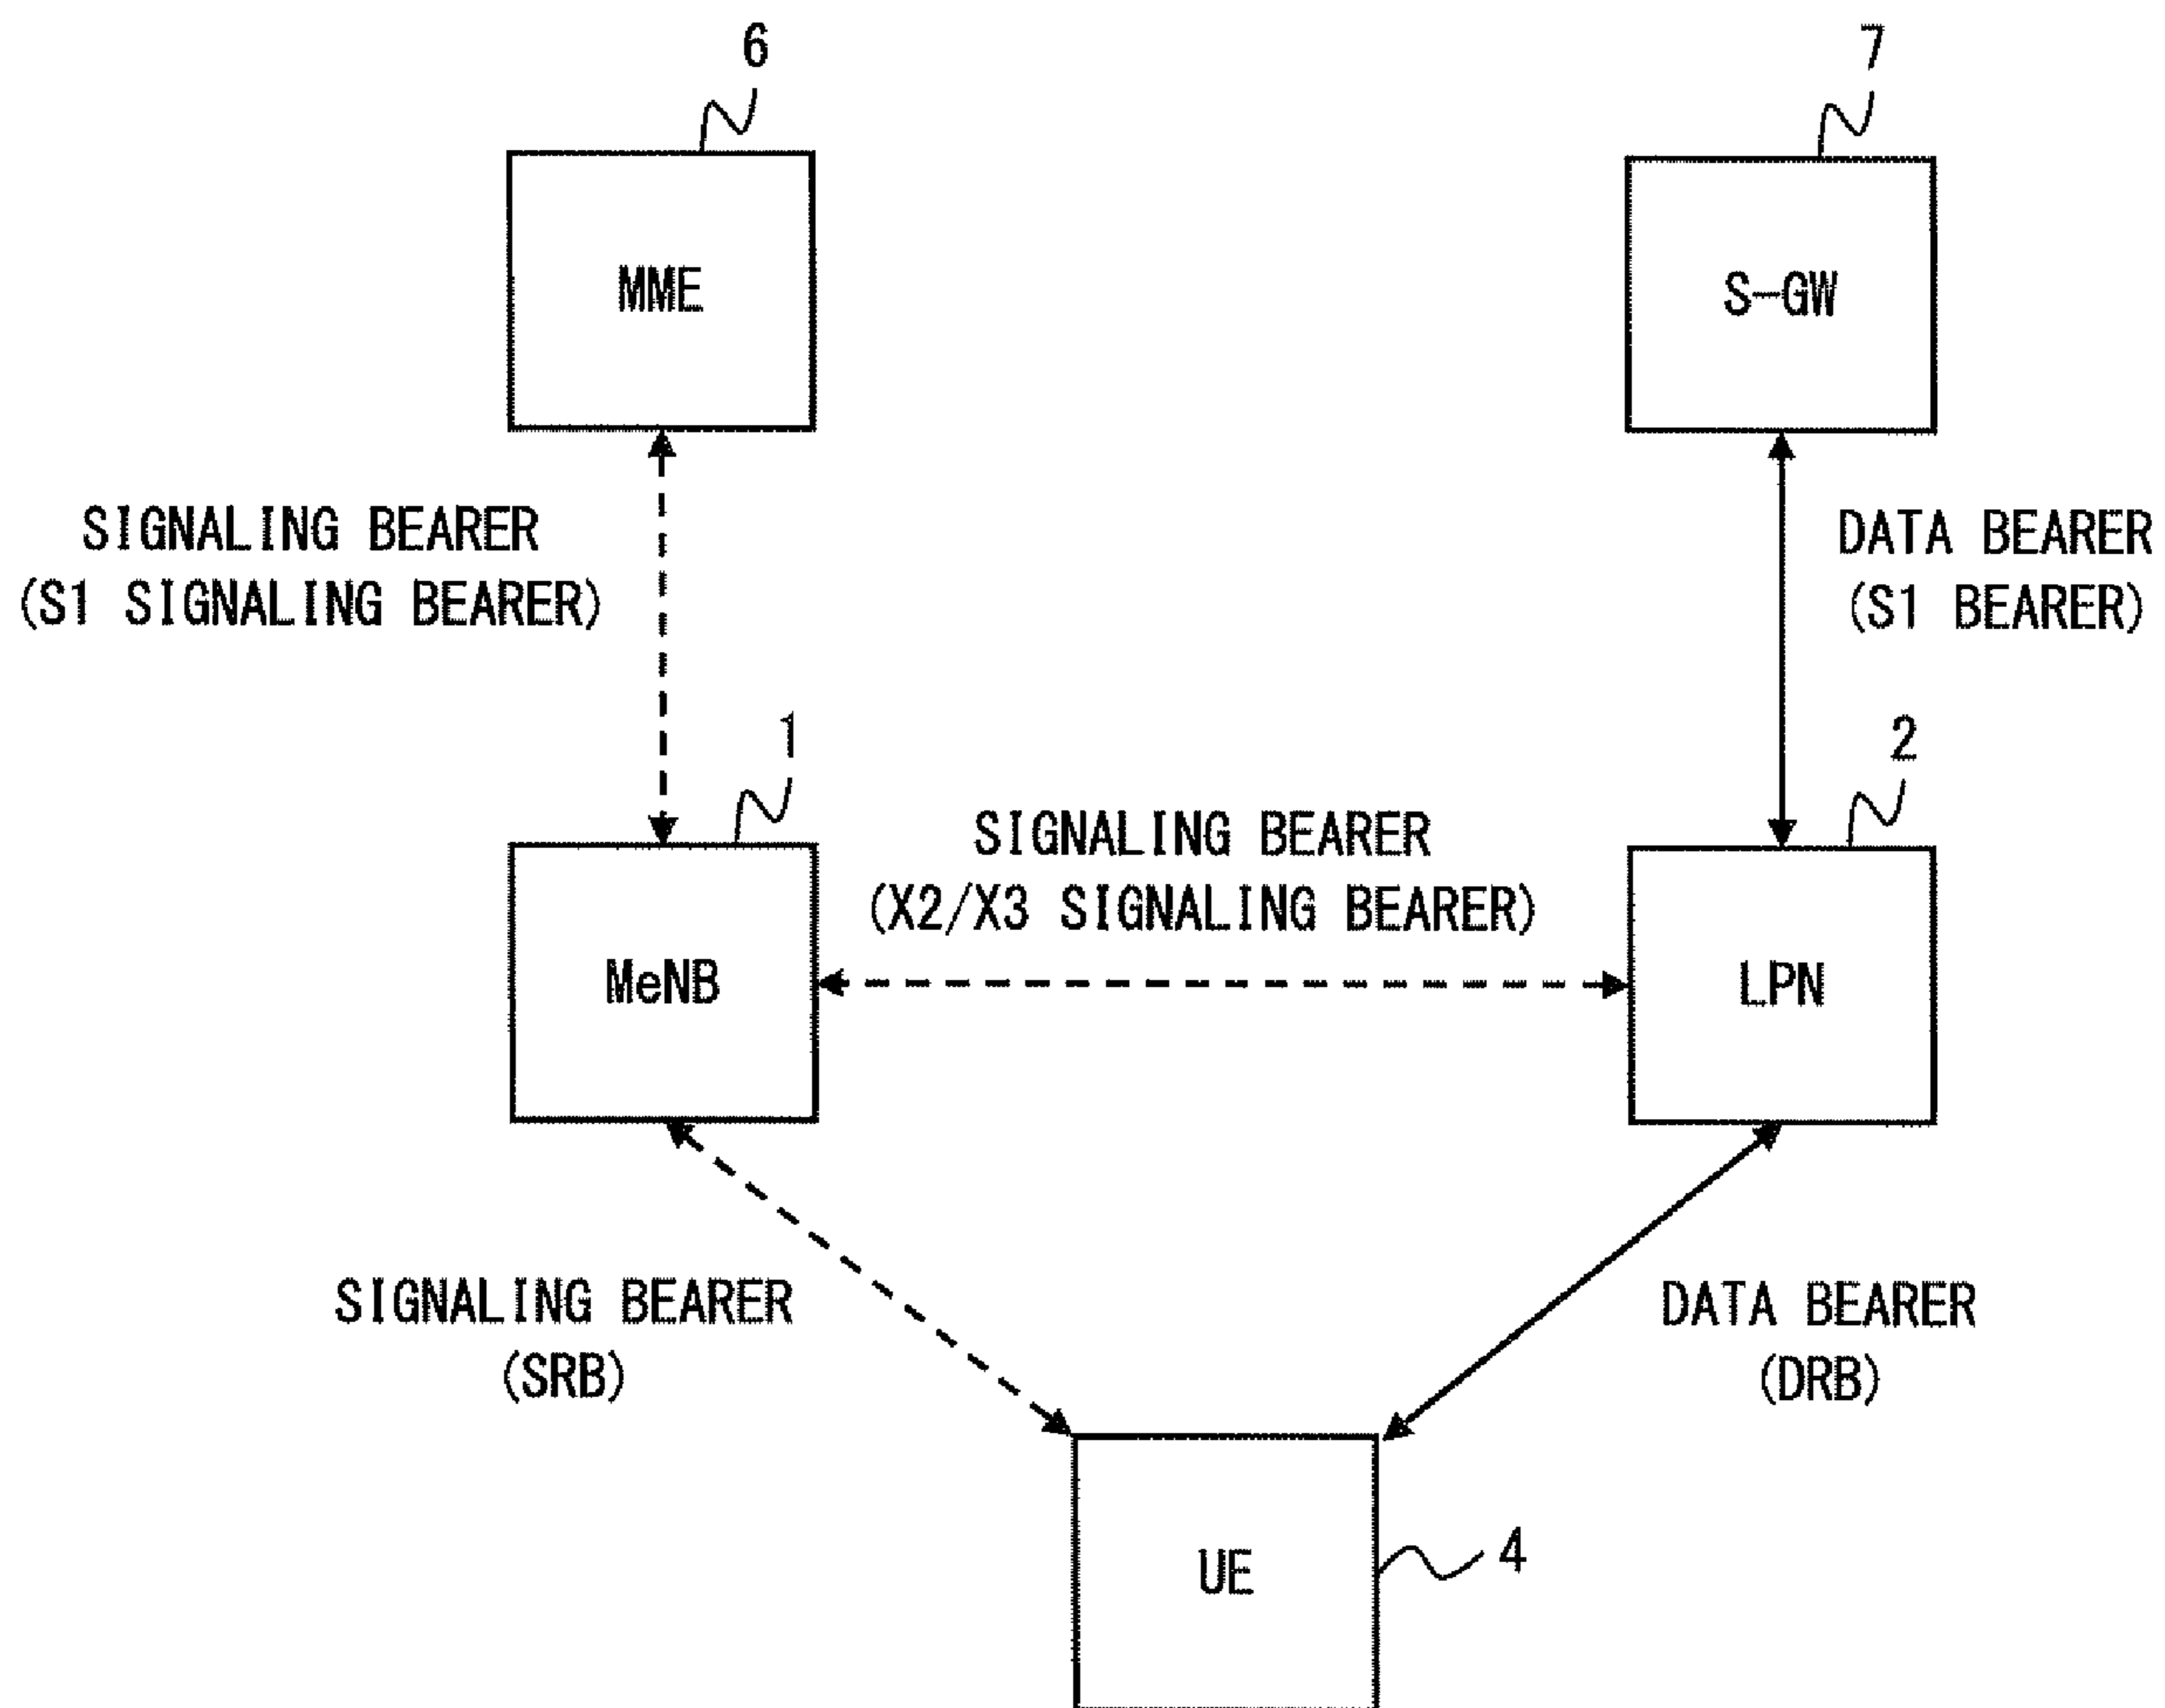 6
7
MME
S-GW
SIGNALING BEARER
(S1 SIGNALING BEARER)
DATA BEARER
(S1 BEARER)
1
2
SIGNALING BEARER
(X2/X3 SIGNALING BEARER)
MeNB
LPN
SIGNALING BEARER
(SRB)
DATA BEARER
(DRB)
UE
4